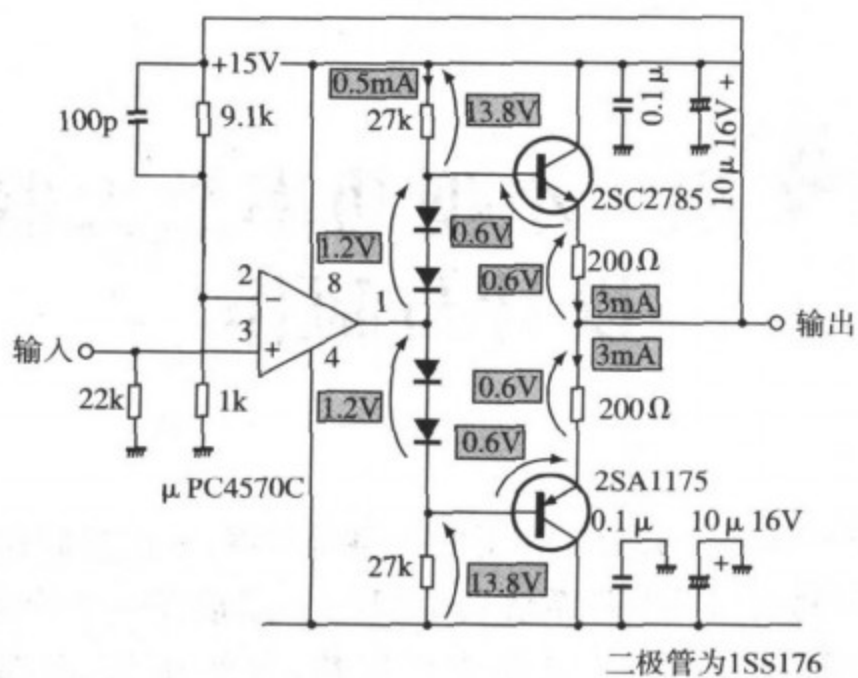 +15V
0.5mA
100p
9.1k
27k
13.8V
0.1μ
10μ 16V +
2SC2785
1.2V
0.6V
0.6V
200Ω
2
8
3mA
1
3
输出
输入
4
3mA
22k
1k
1.2V
0.6V
200Ω
0.6V
μPC4570C
2SA1175
0.1μ
10μ 16V
+
27k
13.8V
二极管为1SS176